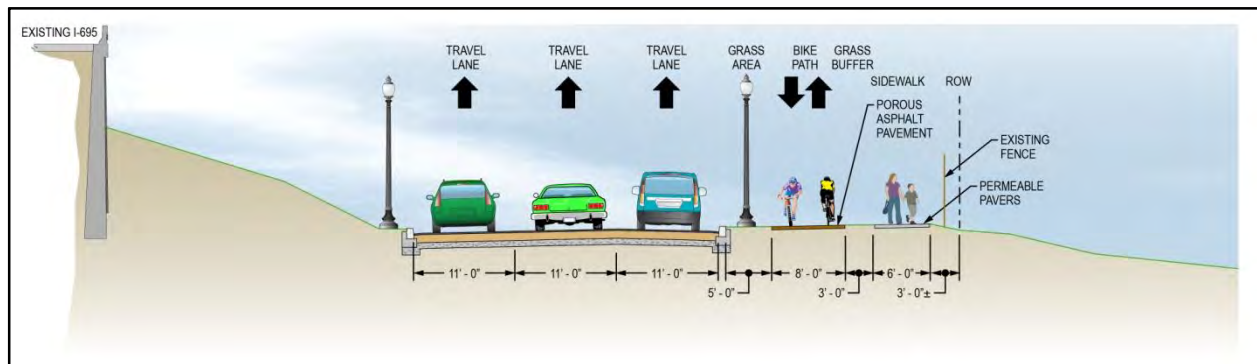 EXISTING I-695
TRAVEL
LANE
TRAVEL
LANE
TRAVEL
LANE
GRASS
AREA
BIKE
PATH
GRASS
BUFFER
SIDEWALK
ROW
POROUS
ASPHALT
PAVEMENT
EXISTING
FENCE
PERMEABLE
PAVERS
11' - 0"
11' - 0"
11' - 0"
5' - 0"
8' - 0"
3' - 0"
6' - 0"
3' - 0"±